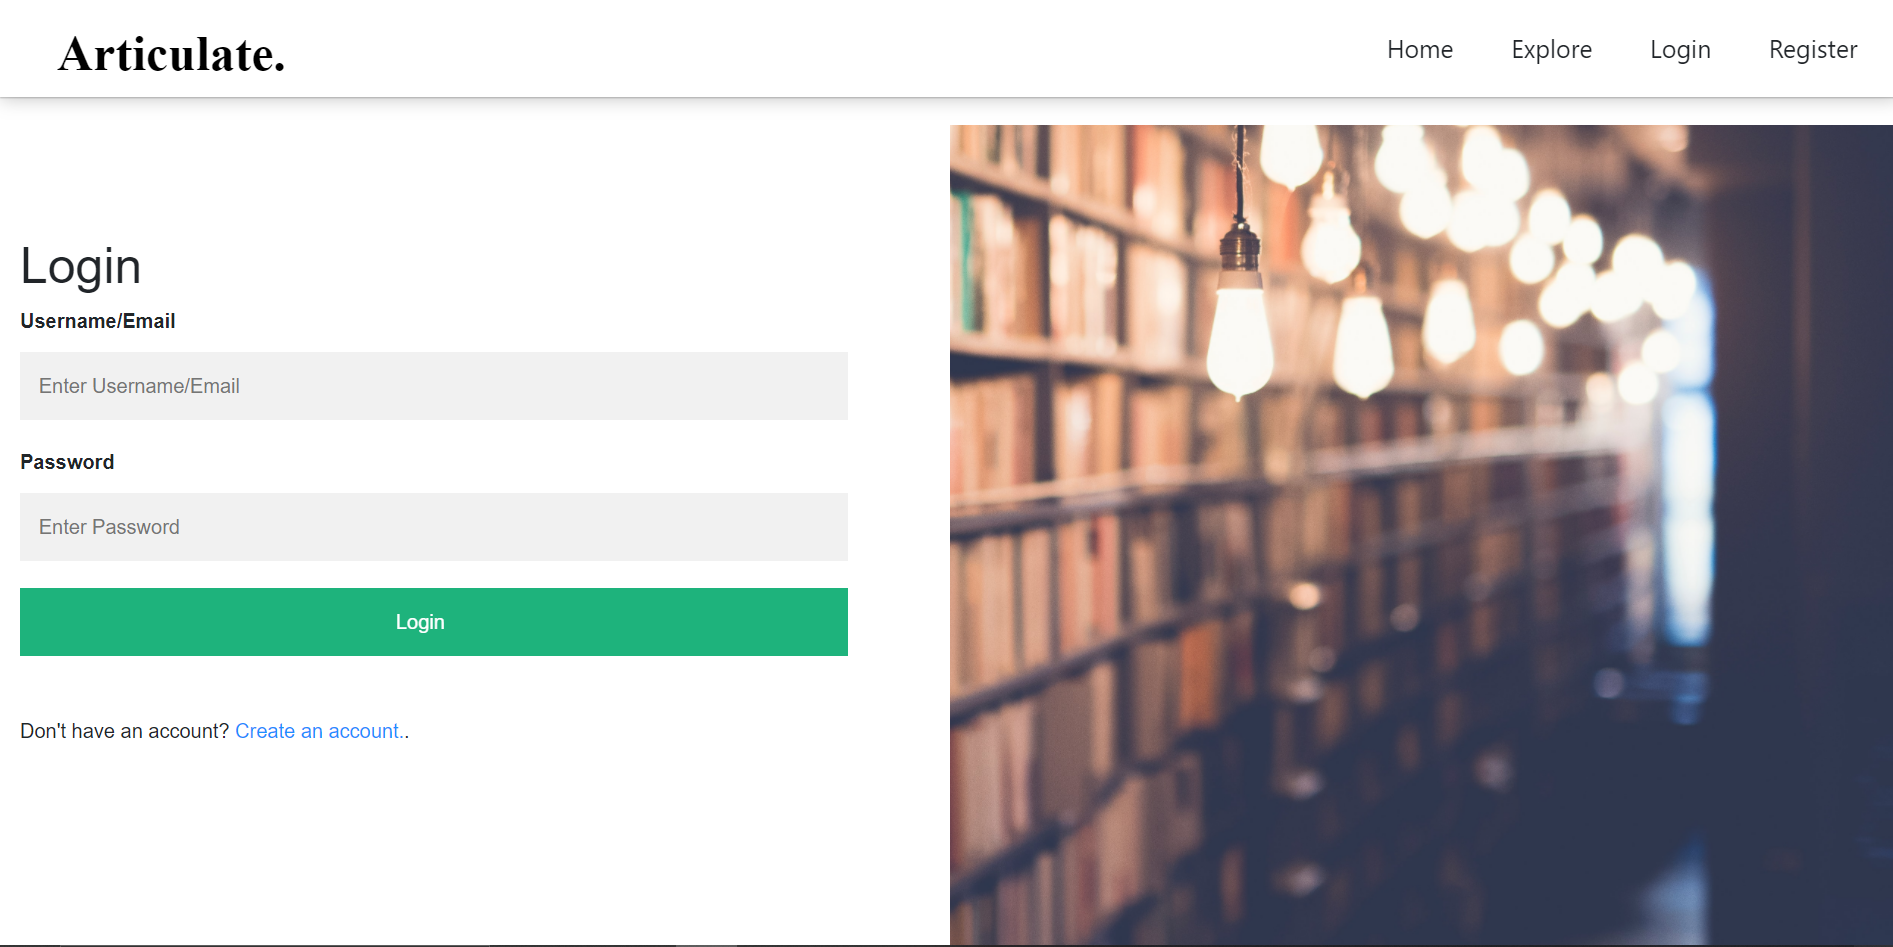 Articulate.
Home Explore Login Register
Login
Username/Email
Enter Username/Email
Password
Enter Password
Login
Don't have an account? Create an account..